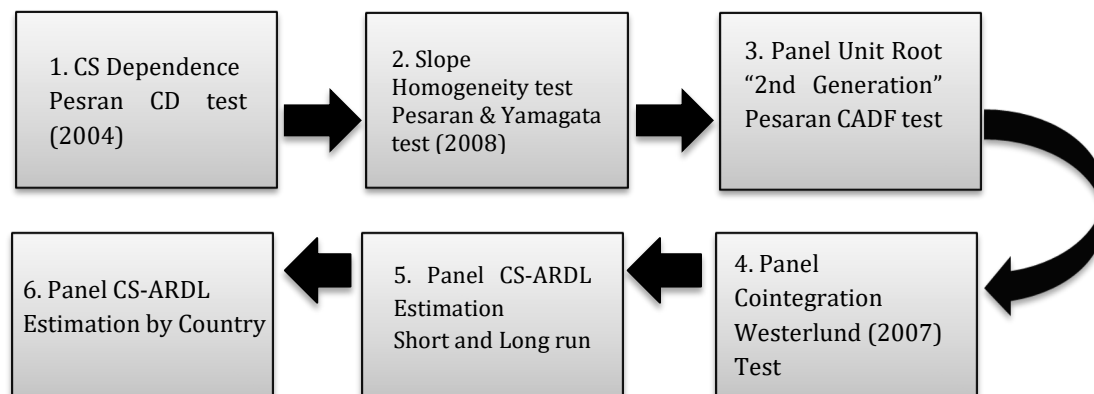 1. CS Dependence
Pesran CD test
(2004)
2. Slope
Homogeneity test
Pesaran & Yamagata
test (2008)
3. Panel Unit Root
“2nd Generation”
Pesaran CADF test
4. Panel
Cointegration
Westerlund (2007)
Test
5. Panel CS-ARDL
Estimation
Short and Long run
6. Panel CS-ARDL
Estimation by Country